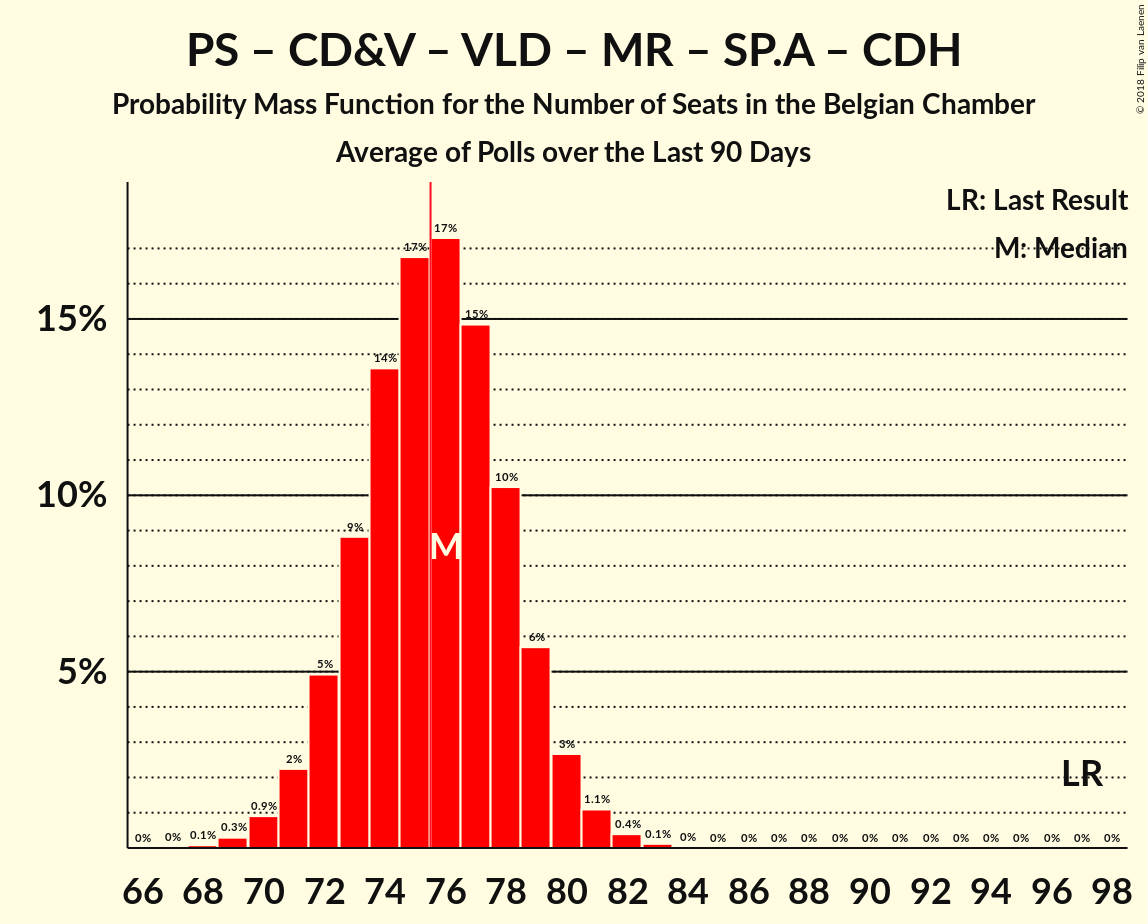 PS – CD&V – VLD – MR – SP.A – CDH
Probability Mass Function for the Number of Seats in the Belgian Chamber
Average of Polls over the Last 90 Days
© 2018 Filip van Laenen
LR: Last Result
M: Median
15%
10%
5%
0% 0% 0.1% 0.3% 0.9% 2% 5% 9% 14% 17% 17% 15% 10% 6% 3% 1.1% 0.4% 0.1% 0% 0% 0% 0% 0% 0% 0% 0% 0% 0% 0% 0% 0% 0% 0%
M
LR
66 68 70 72 74 76 78 80 82 84 86 88 90 92 94 96 98